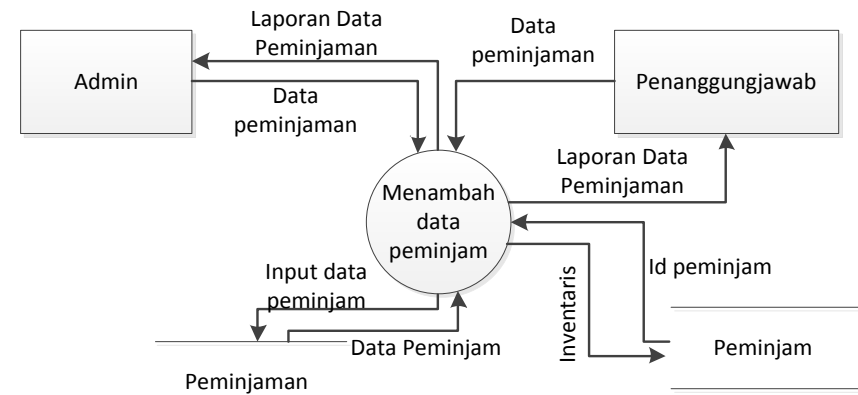 Laporan Data
Peminjaman
Admin
Data
peminjaman
Data
peminjaman
Penanggungjawab
Laporan Data
Peminjaman
Menambah
data
peminjam
Input data
peminjam
Data Peminjam
Peminjaman
Inventaris
Id peminjam
Peminjam